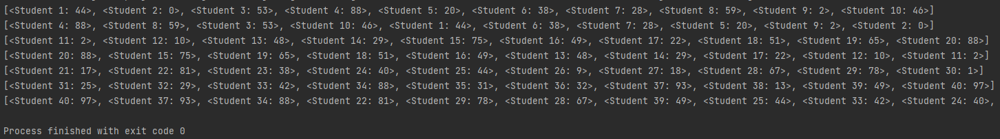 [<Student 1: 44>, <Student 2: 0>, <Student 3: 53>, <Student 4: 88>, <Student 5: 20>, <Student 6: 38>, <Student 7: 28>, <Student 8: 59>, <Student 9: 2>, <Student 10: 46>]
[<Student 4: 88>, <Student 8: 59>, <Student 3: 53>, <Student 10: 46>, <Student 1: 44>, <Student 6: 38>, <Student 7: 28>, <Student 5: 20>, <Student 9: 2>, <Student 2: 0>]
[<Student 11: 2>, <Student 12: 10>, <Student 13: 48>, <Student 14: 29>, <Student 15: 75>, <Student 16: 49>, <Student 17: 22>, <Student 18: 51>, <Student 19: 65>, <Student 20: 88>]
[<Student 20: 88>, <Student 15: 75>, <Student 19: 65>, <Student 18: 51>, <Student 16: 49>, <Student 13: 48>, <Student 14: 29>, <Student 17: 22>, <Student 12: 10>, <Student 11: 2>]
[<Student 21: 17>, <Student 22: 81>, <Student 23: 38>, <Student 24: 40>, <Student 25: 44>, <Student 26: 9>, <Student 27: 18>, <Student 28: 67>, <Student 29: 78>, <Student 30: 1>]
[<Student 31: 25>, <Student 32: 29>, <Student 33: 42>, <Student 34: 88>, <Student 35: 31>, <Student 36: 32>, <Student 37: 93>, <Student 38: 13>, <Student 39: 49>, <Student 40: 97>]
[<Student 40: 97>, <Student 37: 93>, <Student 34: 88>, <Student 22: 81>, <Student 29: 78>, <Student 28: 67>, <Student 39: 49>, <Student 25: 44>, <Student 33: 42>, <Student 24: 40>,
Process finished with exit code 0